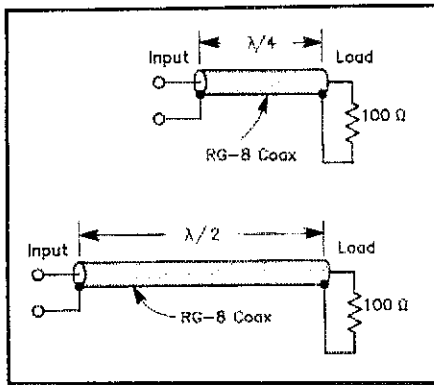 λ/4
Input
Load
100 Ω
RG-8 Coax
λ/2
Input
Load
100 Ω
RG-8 Coax